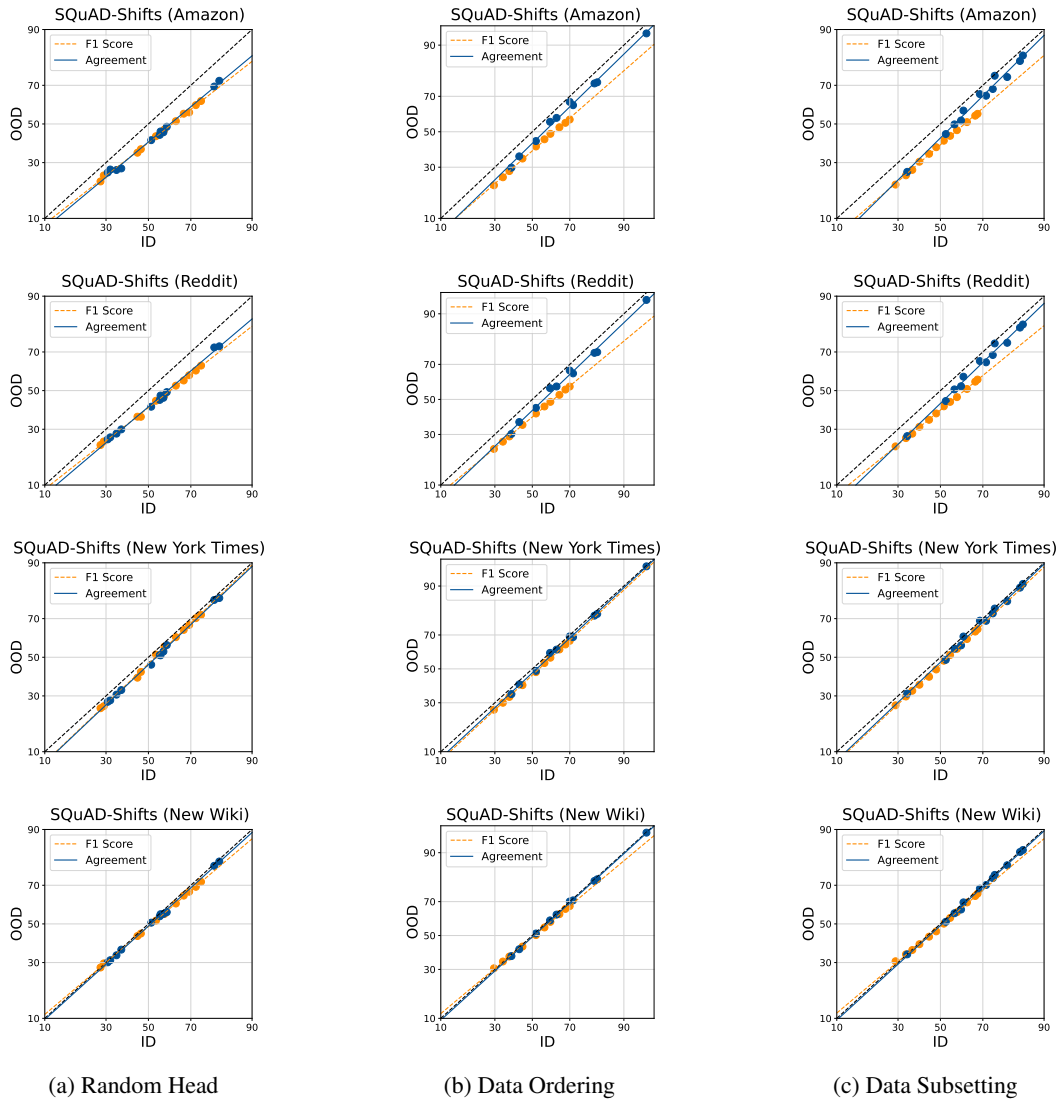 SQuAD-Shifts (Amazon)
90
70
50
30
10
OOD
F1 Score
Agreement
10 30 50 70 90
ID
SQuAD-Shifts (Amazon)
90
70
50
30
10
OOD
F1 Score
Agreement
10 30 50 70 90
ID
SQuAD-Shifts (Amazon)
90
70
50
30
10
OOD
F1 Score
Agreement
10 30 50 70 90
ID
SQuAD-Shifts (Reddit)
90
70
50
30
10
OOD
F1 Score
Agreement
10 30 50 70 90
ID
SQuAD-Shifts (Reddit)
90
70
50
30
10
OOD
F1 Score
Agreement
10 30 50 70 90
ID
SQuAD-Shifts (Reddit)
90
70
50
30
10
OOD
F1 Score
Agreement
10 30 50 70 90
ID
SQuAD-Shifts (New York Times)
90
70
50
30
10
OOD
F1 Score
Agreement
10 30 50 70 90
ID
SQuAD-Shifts (New York Times)
90
70
50
30
10
OOD
F1 Score
Agreement
10 30 50 70 90
ID
SQuAD-Shifts (New York Times)
90
70
50
30
10
OOD
F1 Score
Agreement
10 30 50 70 90
ID
SQuAD-Shifts (New Wiki)
90
70
50
30
10
OOD
F1 Score
Agreement
10 30 50 70 90
ID
SQuAD-Shifts (New Wiki)
90
70
50
30
10
OOD
F1 Score
Agreement
10 30 50 70 90
ID
SQuAD-Shifts (New Wiki)
90
70
50
30
10
OOD
F1 Score
Agreement
10 30 50 70 90
ID
(a) Random Head
(b) Data Ordering
(c) Data Subsetting